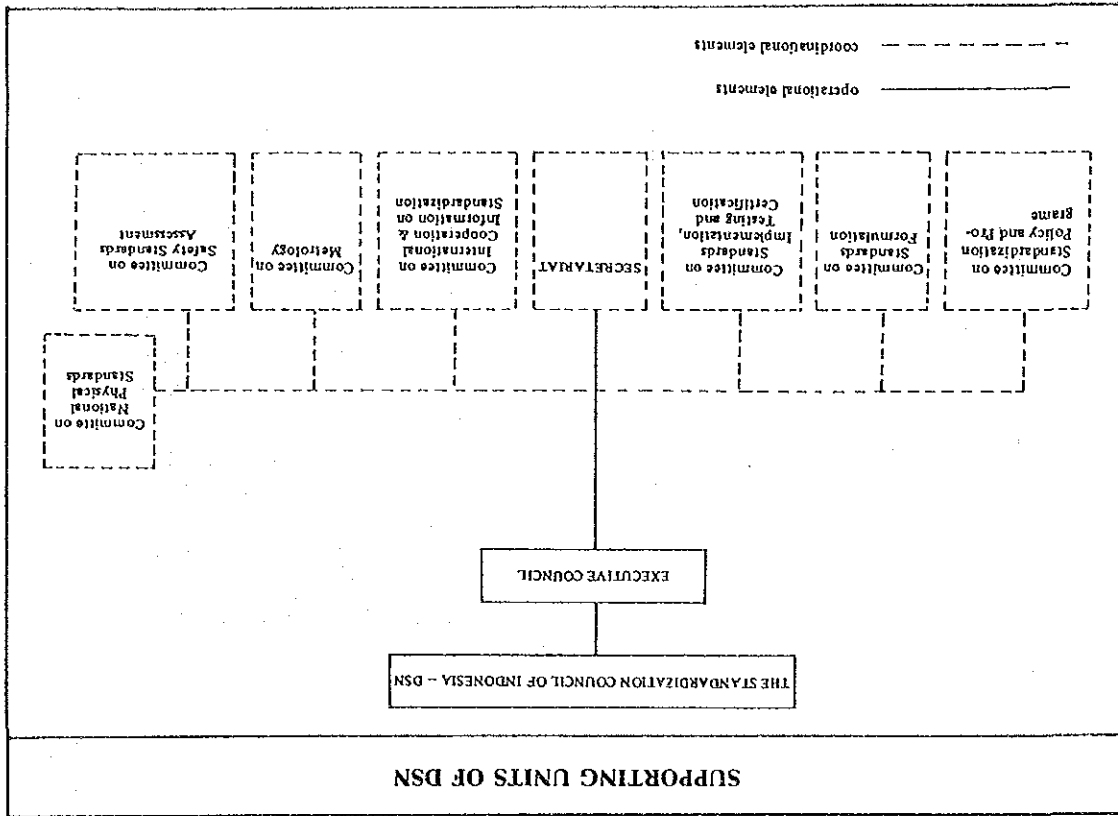 SUPPORTING UNITS OF DSN
THE STANDARDIZATION COUNCIL OF INDONESIA – DSN
EXECUTIVE COUNCIL
Committe on
National
Physical
Standards
Committee on
Standardization
Policy and Pro-
grame
Committee on
Standards
Formulation
Committee on
Standards
Implementation,
Testing and
Certification
SECRETARIAT
Committee on
International
Cooperation &
Information on
Standardization
Committee on
Metrology
Committee on
Safety Standards
Assessment
operational elements
coordinational elements